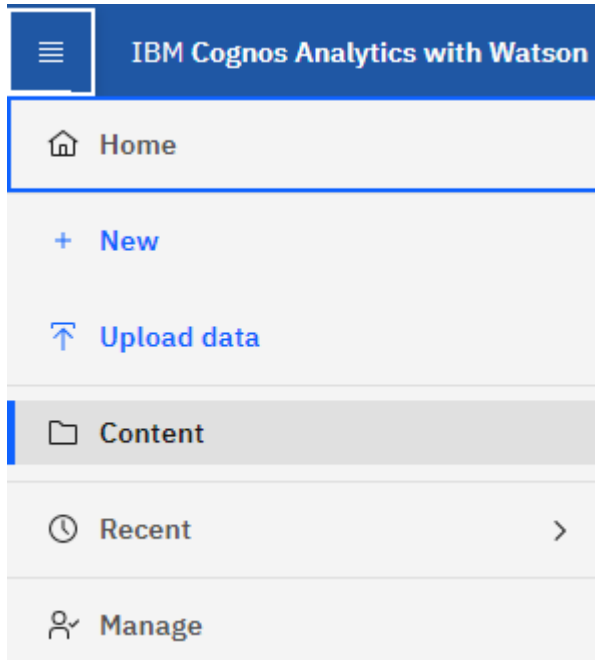 IBM Cognos Analytics with Watson
Home
New
Upload data
Content
Recent
Manage